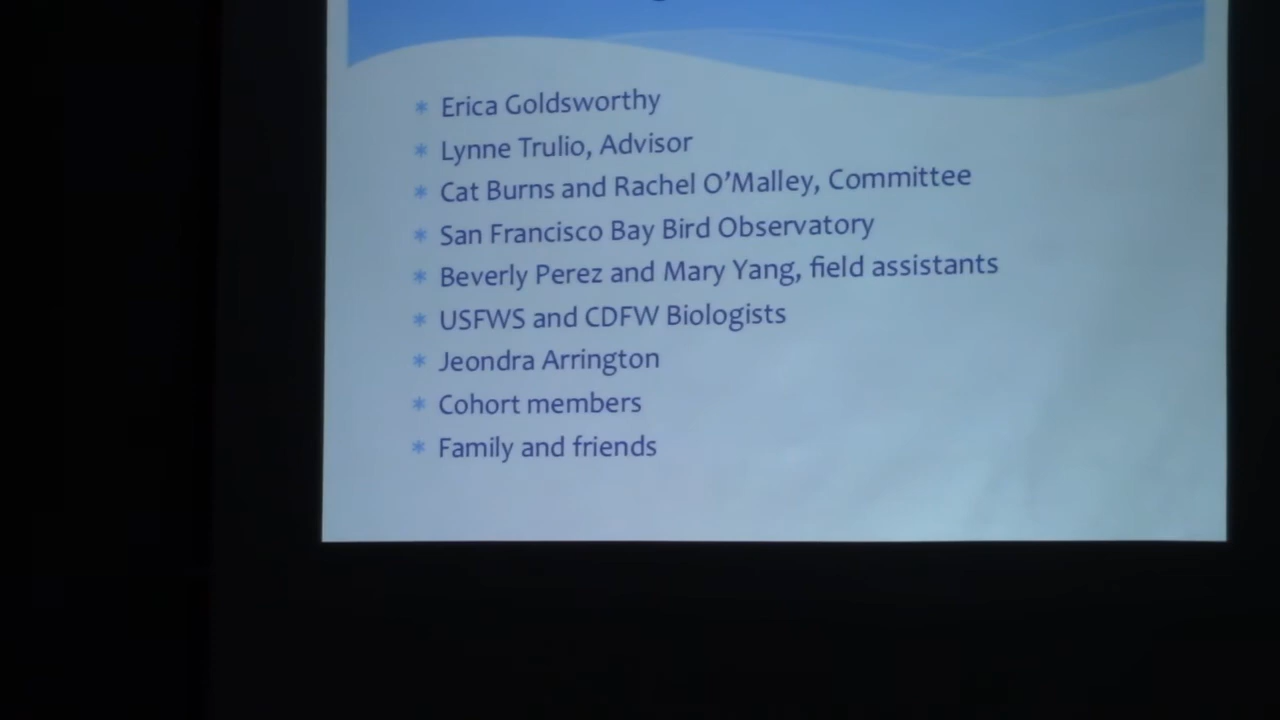 * Erica Goldsworthy
* Lynne Trulio, Advisor
* Cat Burns and Rachel O’Malley, Committee
* San Francisco Bay Bird Observatory
* Beverly Perez and Mary Yang, field assistants
* USFWS and CDFW Biologists
* Jeondra Arrington
* Cohort members
* Family and friends